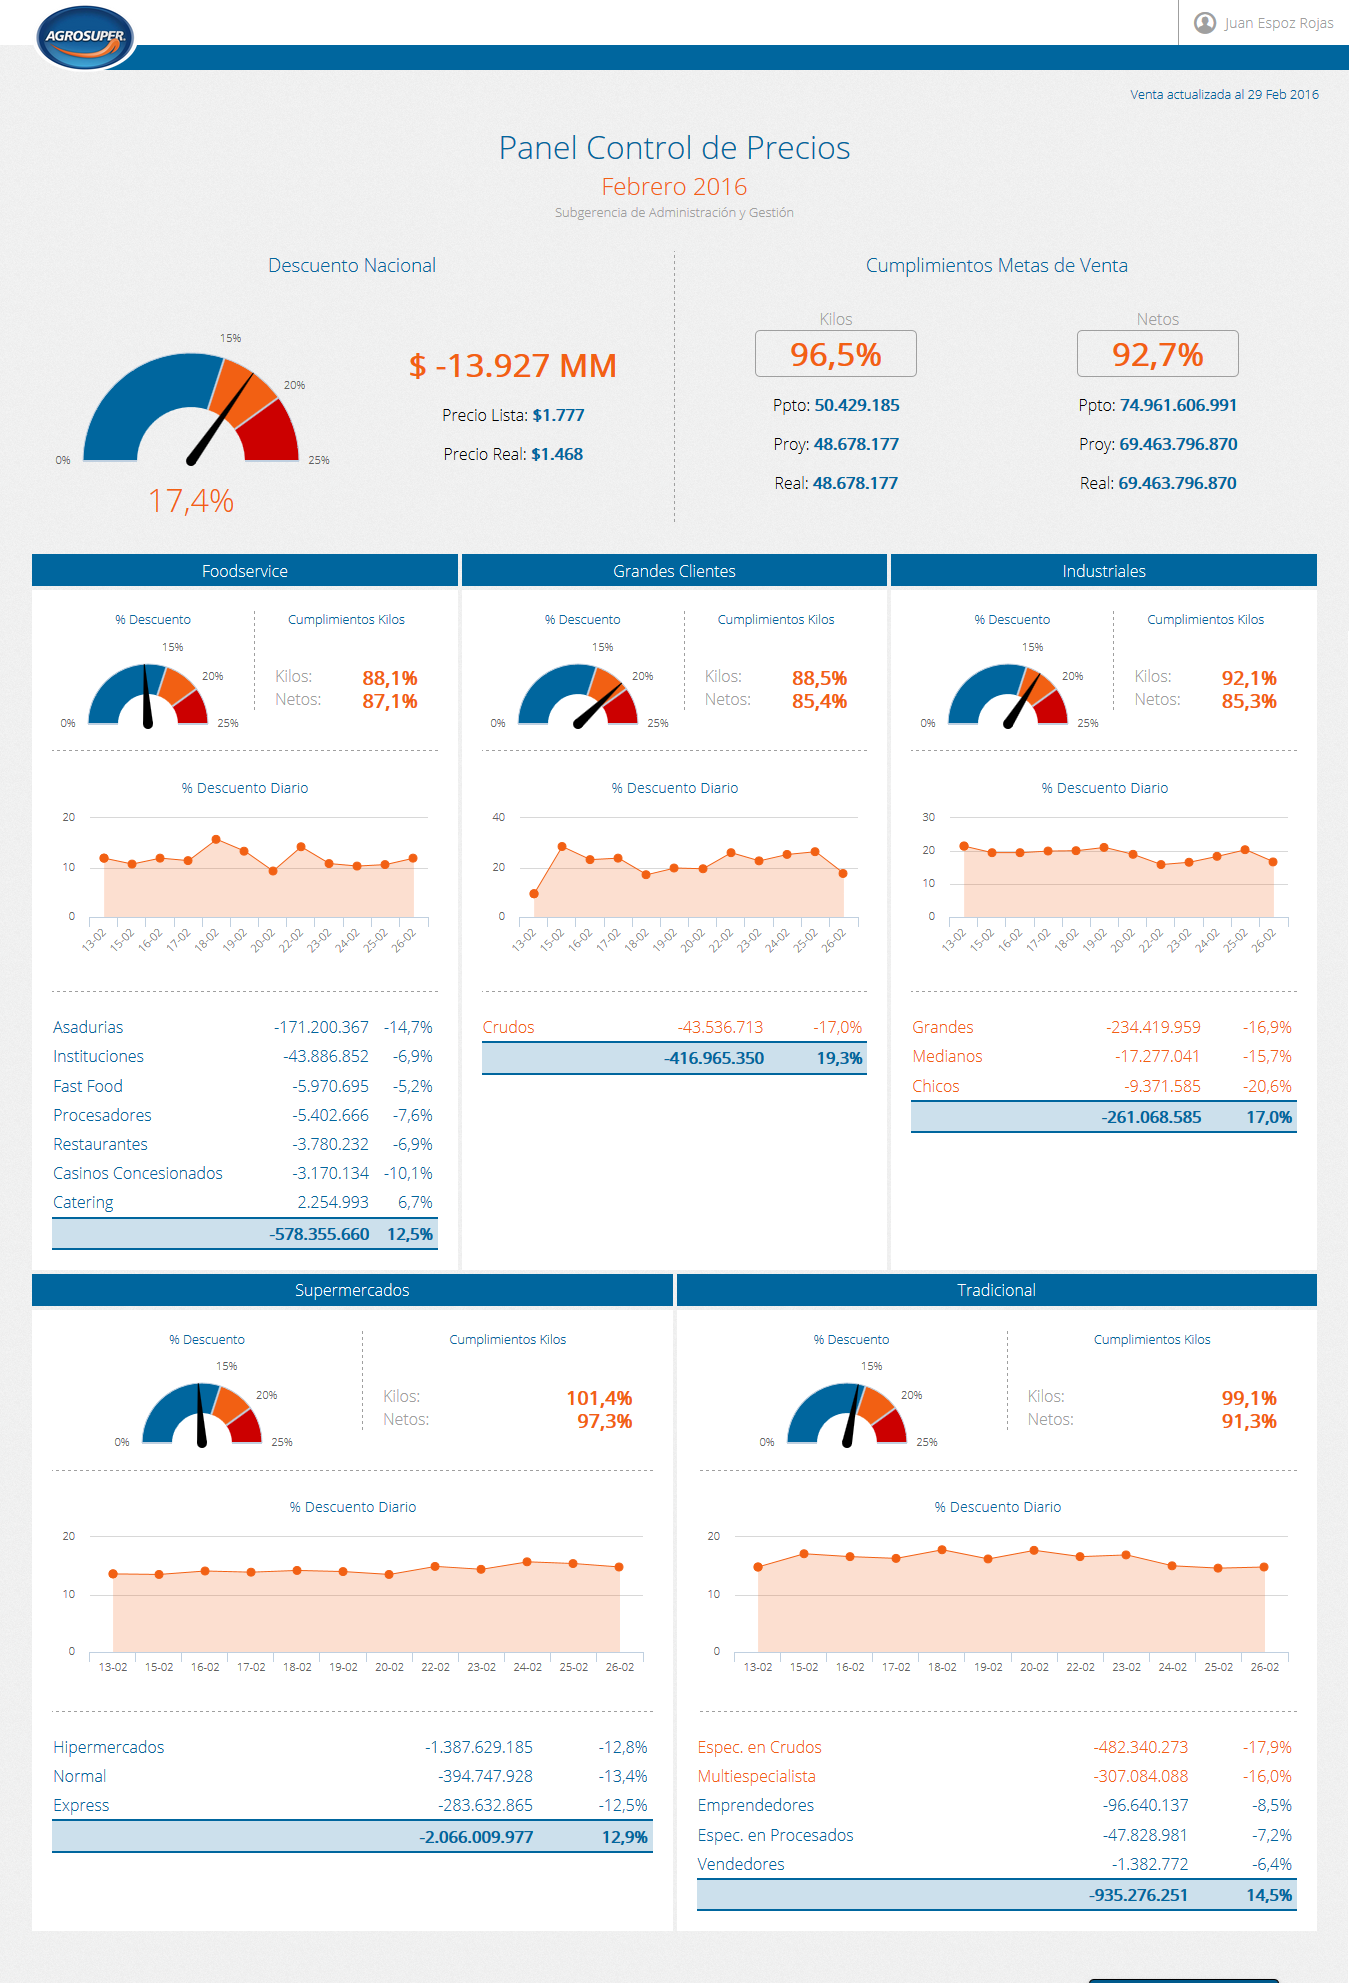 AGROSUPER
Juan Espoz Rojas
Venta actualizada al 29 Feb 2016
Panel Control de Precios
Febrero 2016
Subgerencia de Administración y Gestión
Descuento Nacional
0%
15%
20%
25%
17,4%
$ -13.927 MM
Precio Lista: $1.777
Precio Real: $1.468
Cumplimientos Metas de Venta
Kilos
96,5%
Ppto: 50.429.185
Proy: 48.678.177
Real: 48.678.177
Netos
92,7%
Ppto: 74.961.606.991
Proy: 69.463.796.870
Real: 69.463.796.870
Foodservice
% Descuento
0%
15%
20%
25%
Cumplimientos Kilos
Kilos: 88,1%
Netos: 87,1%
% Descuento Diario
20
10
0
13-02 15-02 16-02 17-02 18-02 19-02 20-02 22-02 23-02 24-02 25-02 26-02
Asadurias -171.200.367 -14,7%
Instituciones -43.886.852 -6,9%
Fast Food -5.970.695 -5,2%
Procesadores -5.402.666 -7,6%
Restaurantes -3.780.232 -6,9%
Casinos Concesionados -3.170.134 -10,1%
Catering 2.254.993 6,7%
-578.355.660 12,5%
Grandes Clientes
% Descuento
0%
15%
20%
25%
Cumplimientos Kilos
Kilos: 88,5%
Netos: 85,4%
% Descuento Diario
40
20
0
13-02 15-02 16-02 17-02 18-02 19-02 20-02 22-02 23-02 24-02 25-02 26-02
Crudos -43.536.713 -17,0%
-416.965.350 19,3%
Industriales
% Descuento
0%
15%
20%
25%
Cumplimientos Kilos
Kilos: 92,1%
Netos: 85,3%
% Descuento Diario
30
20
10
0
13-02 15-02 16-02 17-02 18-02 19-02 20-02 22-02 23-02 24-02 25-02 26-02
Grandes -234.419.959 -16,9%
Medianos -17.277.041 -15,7%
Chicos -9.371.585 -20,6%
-261.068.585 17,0%
Supermercados
% Descuento
0%
15%
20%
25%
Cumplimientos Kilos
Kilos: 101,4%
Netos: 97,3%
% Descuento Diario
20
10
0
13-02 15-02 16-02 17-02 18-02 19-02 20-02 22-02 23-02 24-02 25-02 26-02
Hipermercados -1.387.629.185 -12,8%
Normal -394.747.928 -13,4%
Express -283.632.865 -12,5%
-2.066.009.977 12,9%
Tradicional
% Descuento
0%
15%
20%
25%
Cumplimientos Kilos
Kilos: 99,1%
Netos: 91,3%
% Descuento Diario
20
10
0
13-02 15-02 16-02 17-02 18-02 19-02 20-02 22-02 23-02 24-02 25-02 26-02
Espec. en Crudos -482.340.273 -17,9%
Multiespecialista -307.084.088 -16,0%
Emprendedores -96.640.137 -8,5%
Espec. en Procesados -47.828.981 -7,2%
Vendedores -1.382.772 -6,4%
-935.276.251 14,5%